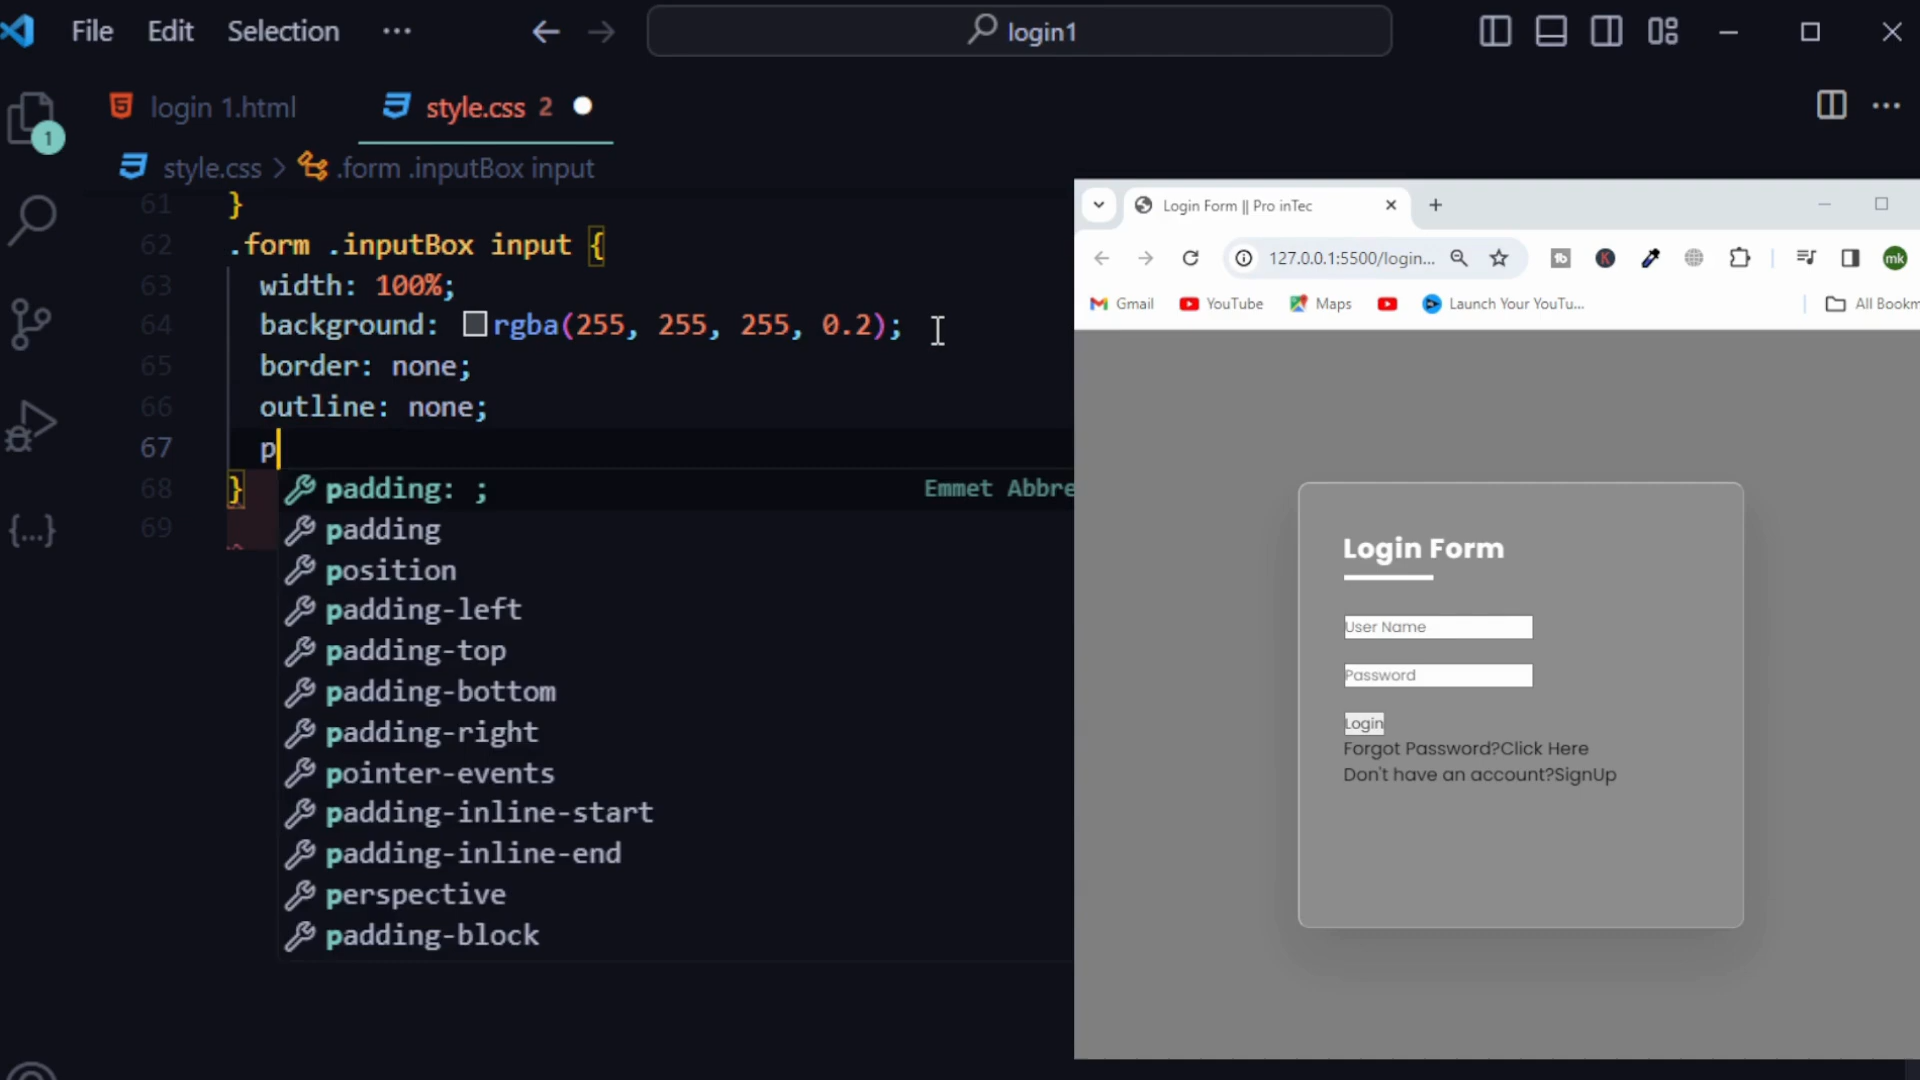 File Edit Selection ··· login1
login 1.html style.css 2
style.css > .form .inputBox input
61 }
62 .form .inputBox input {
63 width: 100%;
64 background: rgba(255, 255, 255, 0.2);
65 border: none;
66 outline: none;
67 p
68 }
69
padding: ; Emmet Abbre
padding
position
padding-left
padding-top
padding-bottom
padding-right
pointer-events
padding-inline-start
padding-inline-end
perspective
padding-block
1
{...}
Login Form || Pro inTec
127.0.0.1:5500/login... tb K mk
Gmail YouTube Maps Launch Your YouTu... All Bookm
Login Form
User Name
Password
Login
Forgot Password?Click Here
Don't have an account?SignUp